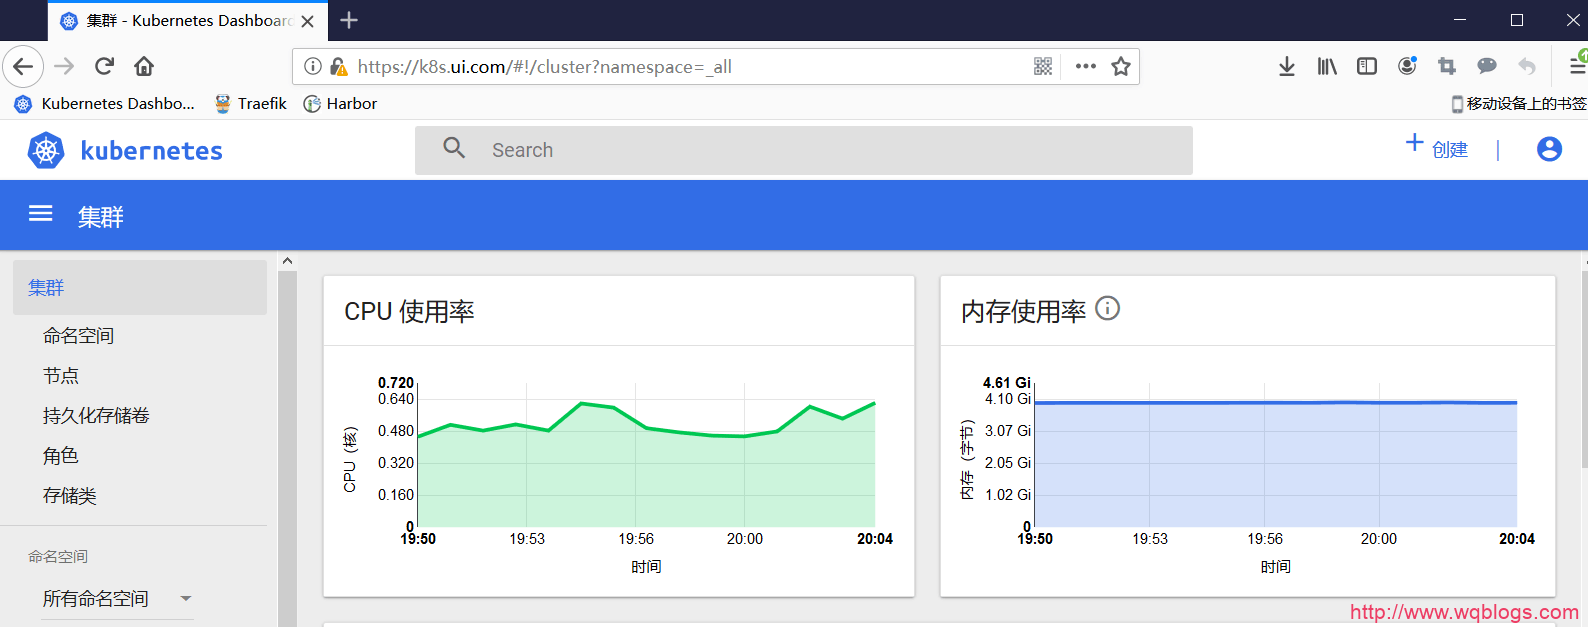 集群 - Kubernetes Dashboard
https://k8s.ui.com/#!/cluster?namespace=_all
Kubernetes Dashbo...
Traefik
Harbor
移动设备上的书签
kubernetes
Search
+ 创建 |
集群
集群
命名空间
节点
持久化存储卷
角色
存储类
命名空间
所有命名空间
CPU 使用率
0.720
0.640
0.480
0.320
0.160
0
CPU (核)
19:50 19:53 19:56 20:00 20:04
时间
内存使用率
4.61 Gi
4.10 Gi
3.07 Gi
2.05 Gi
1.02 Gi
0
内存 (字节)
19:50 19:53 19:56 20:00 20:04
时间
http://www.wqblogs.com